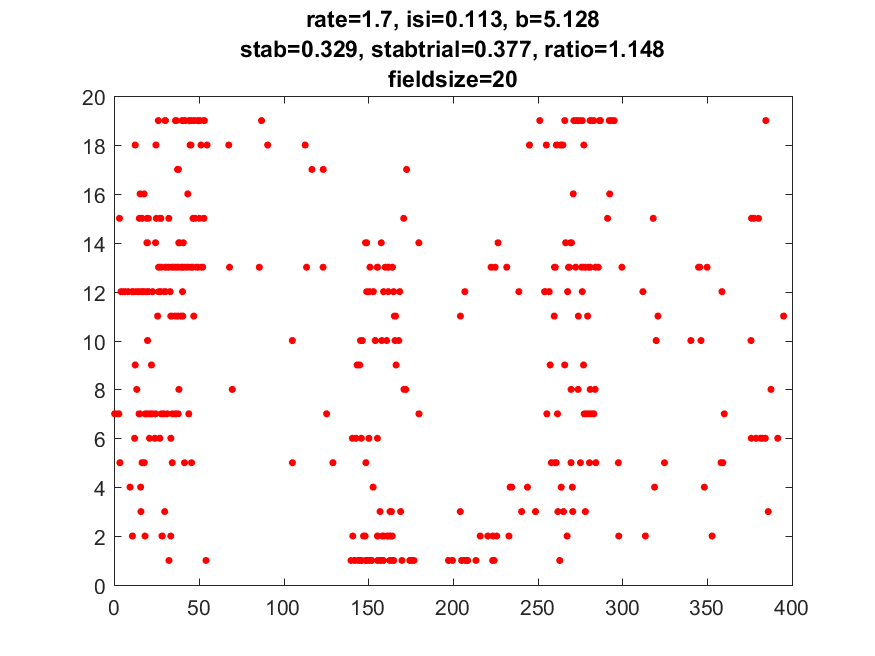 rate=1.7, isi=0.113, b=5.128
stab=0.329, stabtrial=0.377, ratio=1.148
fieldsize=20
20
18
16
14
12
10
8
6
4
2
0
0 50 100 150 200 250 300 350 400